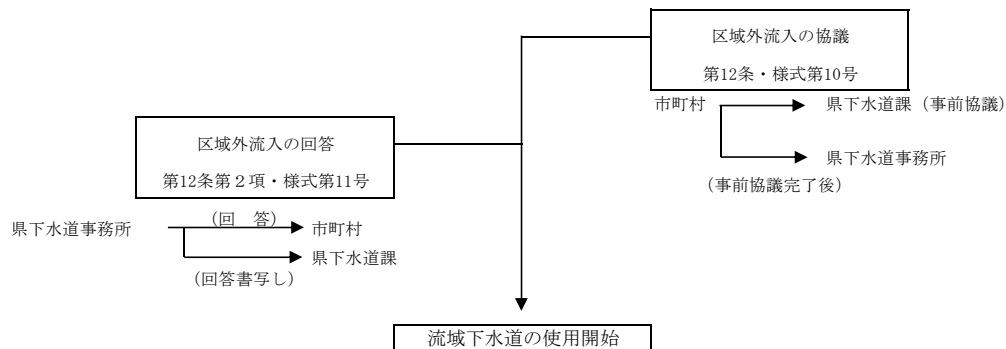 区域外流入の協議
第12条・様式第10号
市町村 県下水道課（事前協議）
県下水道事務所
（事前協議完了後）
区域外流入の回答
第12条第２項・様式第11号
（回　答）
県下水道事務所 市町村
県下水道課
（回答書写し）
流域下水道の使用開始